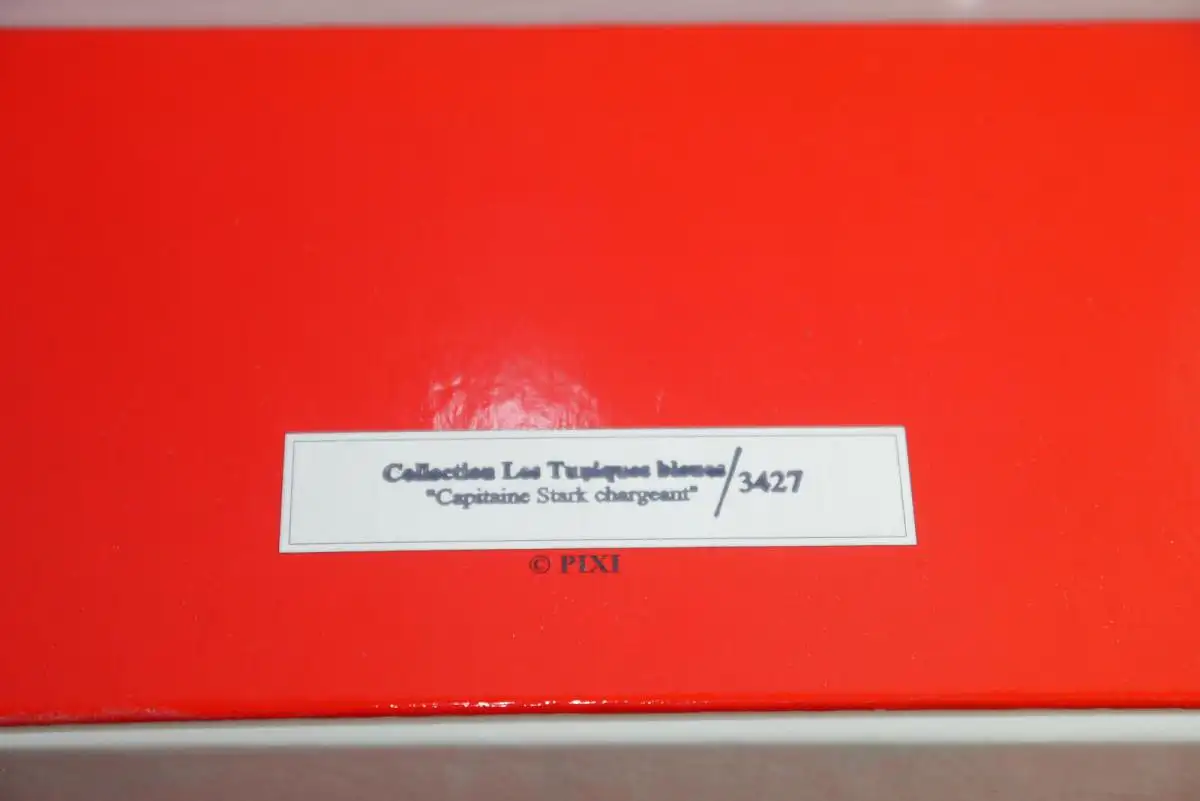 Collection Les Tuniques bleues/3427
"Capitaine Stark chargeant"
© PIXI